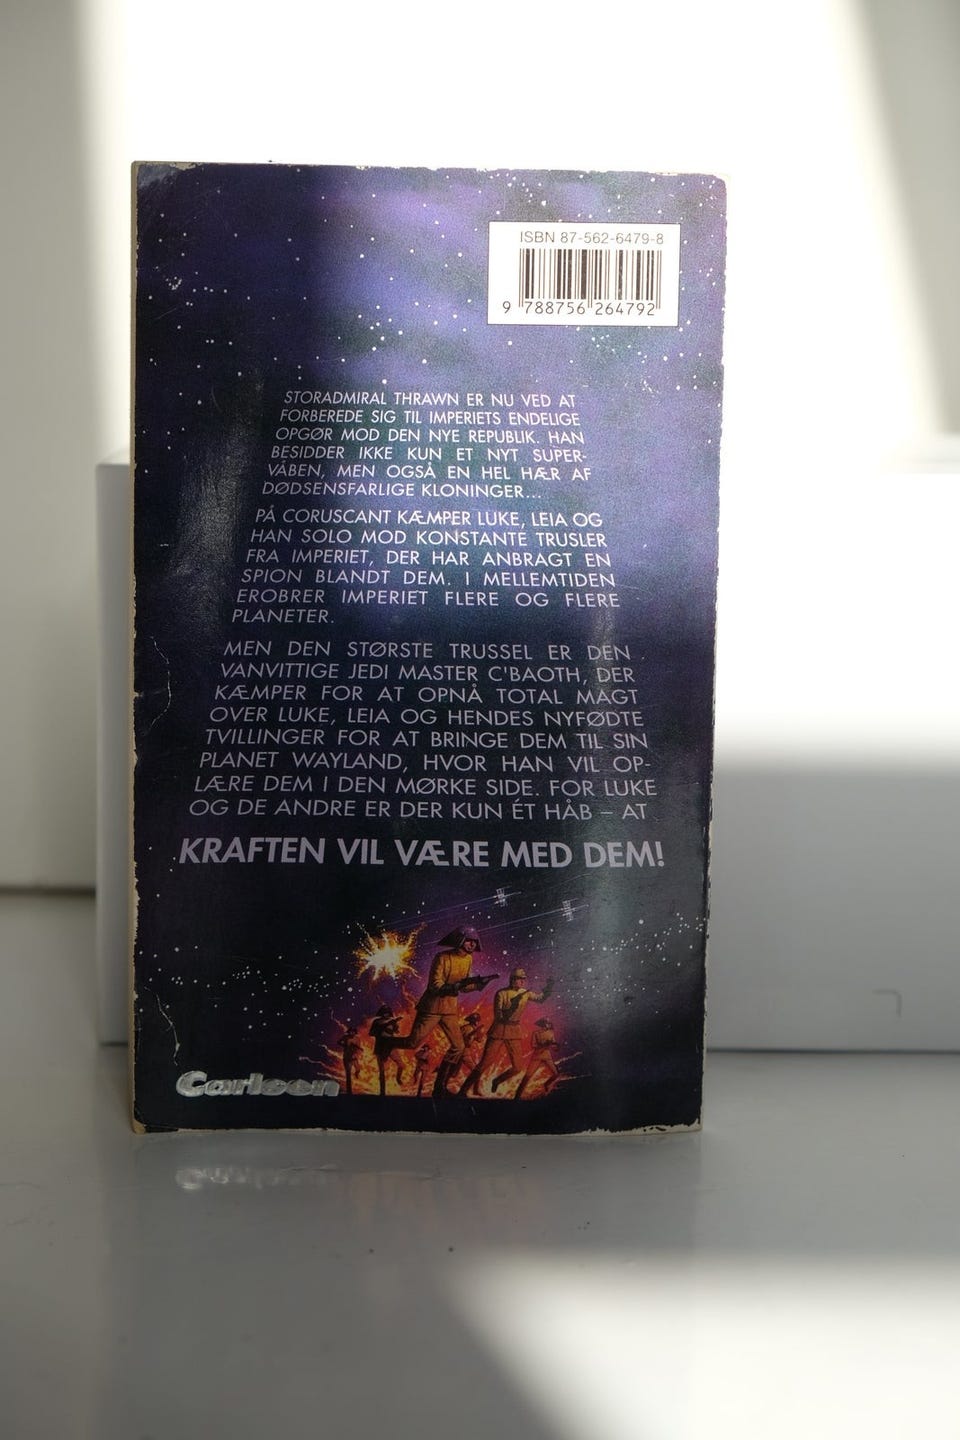 ISBN 87-562-6479-8
9 788756 264792
STORADMIRAL THRAWN ER NU VED AT
FORBEREDE SIG TIL IMPERIETS ENDELIGE
OPGØR MOD DEN NYE REPUBLIK. HAN
BESIDDER IKKE KUN ET NYT SUPER-
VÅBEN, MEN OGSÅ EN HEL HÆR AF
DØDSENSFARLIGE KLONINGER...
PÅ CORUSCANT KÆMPER LUKE, LEIA OG
HAN SOLO MOD KONSTANTE TRUSLER
FRA IMPERIET, DER HAR ANBRAGT EN
SPION BLANDT DEM. I MELLEMTIDEN
EROBRER IMPERIET FLERE OG FLERE
PLANETER.
MEN DEN STØRSTE TRUSSEL ER DEN
VANVITTIGE JEDI MASTER C'BAOTH, DER
KÆMPER FOR AT OPNÅ TOTAL MAGT
OVER LUKE, LEIA OG HENDES NYFØDTE
TVILLINGER FOR AT BRINGE DEM TIL SIN
PLANET WAYLAND, HVOR HAN VIL OP-
LÆRE DEM I DEN MØRKE SIDE. FOR LUKE
OG DE ANDRE ER DER KUN ÉT HÅB – AT
KRAFTEN VIL VÆRE MED DEM!
Carlsen